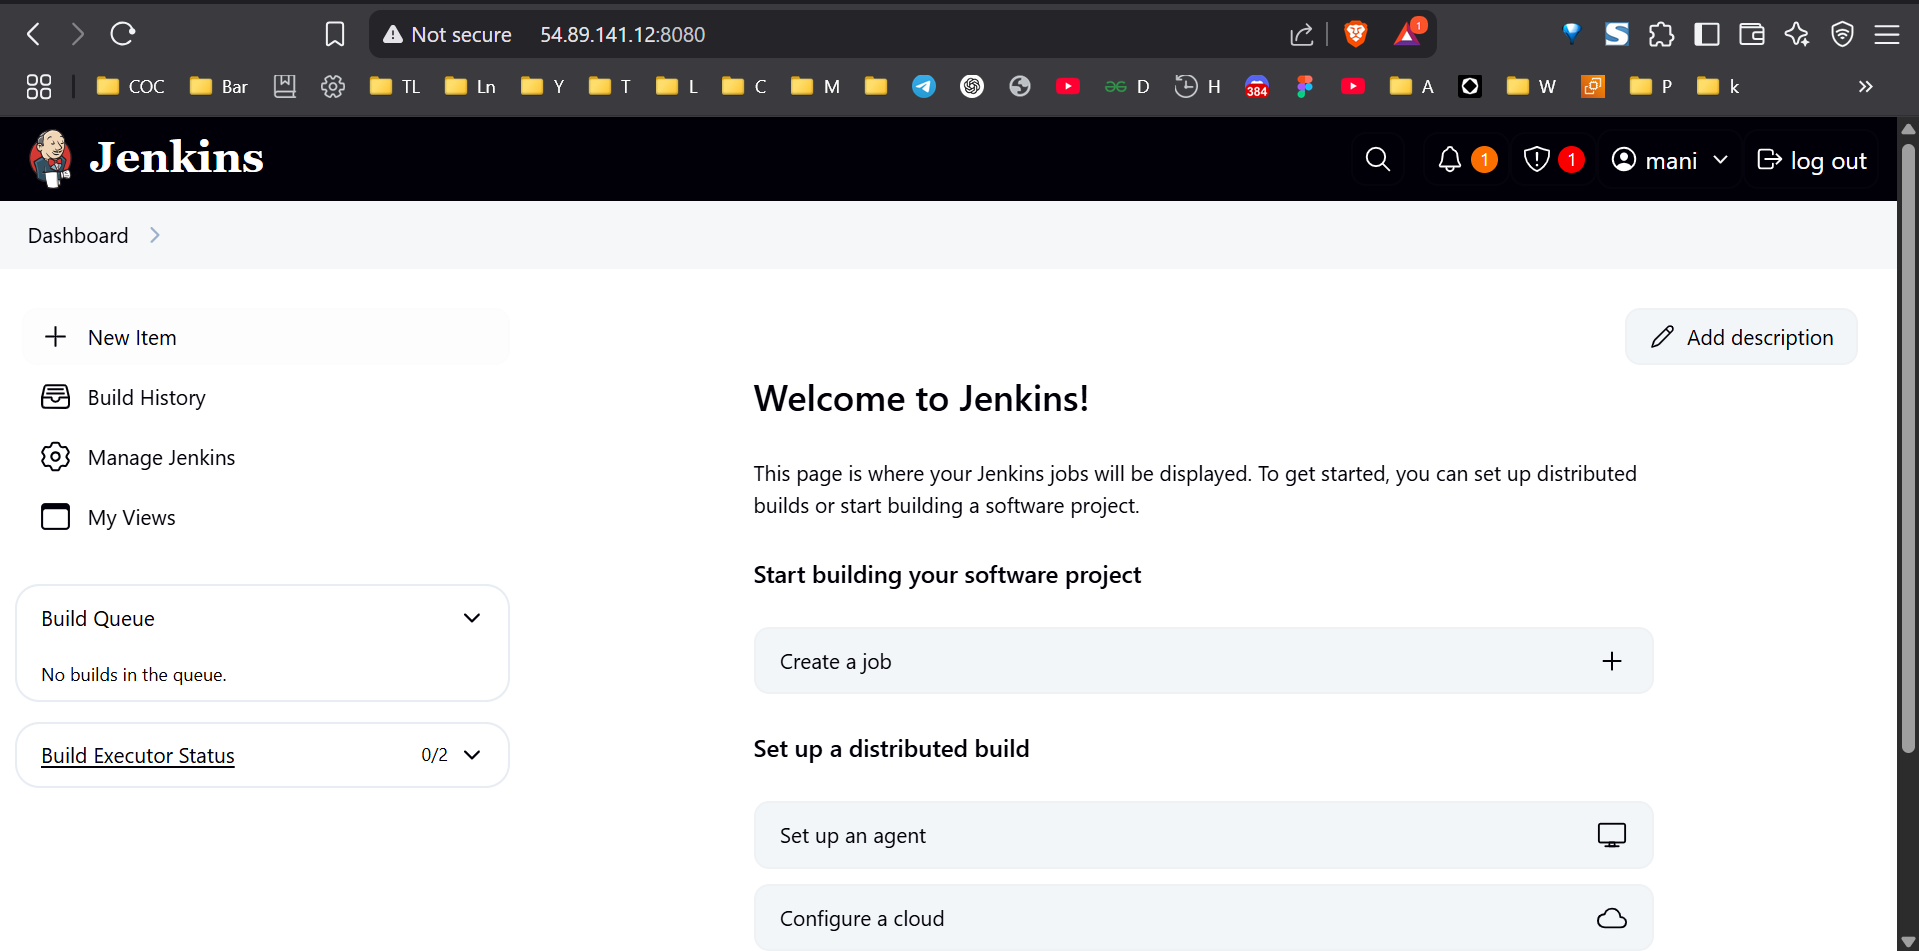 Not secure 54.89.141.12:8080 1
COC Bar TL Ln Y T L C M D H 384 A W P k
Jenkins 1 1 mani log out
Dashboard
New Item
Build History
Manage Jenkins
My Views
Build Queue
No builds in the queue.
Build Executor Status 0/2
Add description
Welcome to Jenkins!
This page is where your Jenkins jobs will be displayed. To get started, you can set up distributed
builds or start building a software project.
Start building your software project
Create a job
Set up a distributed build
Set up an agent
Configure a cloud